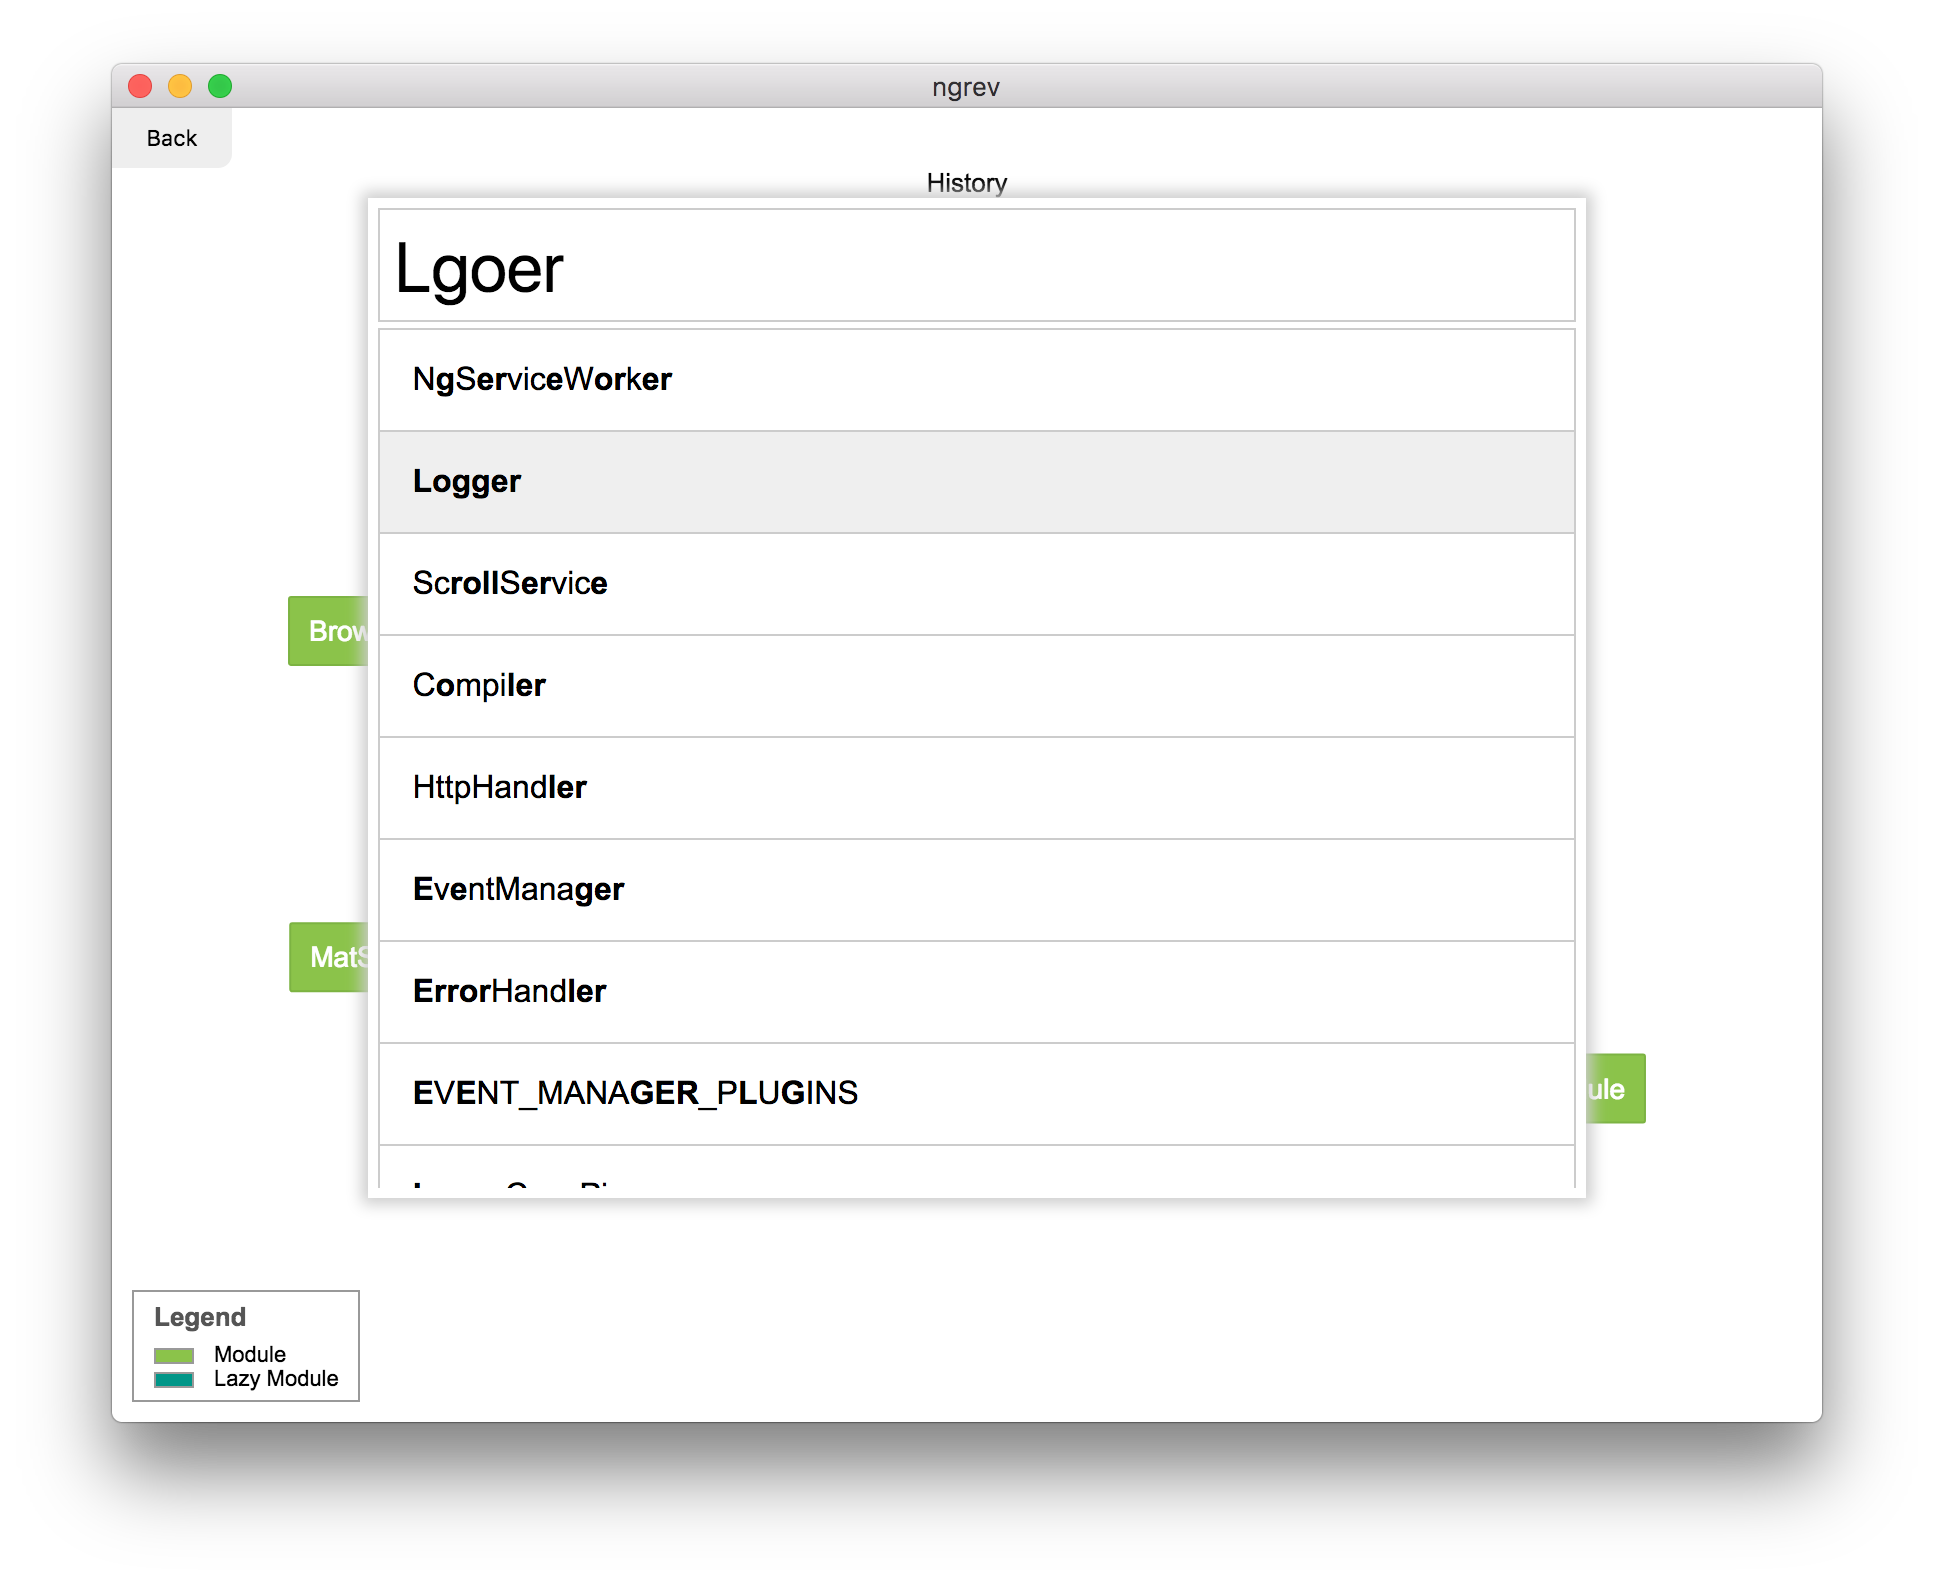 ngrev
Back
History
Lgoer
NgServiceWorker
Logger
ScrollService
Compiler
HttpHandler
EventManager
ErrorHandler
EVENT_MANAGER_PLUGINS
Brow
MatS
ule
Legend
Module
Lazy Module